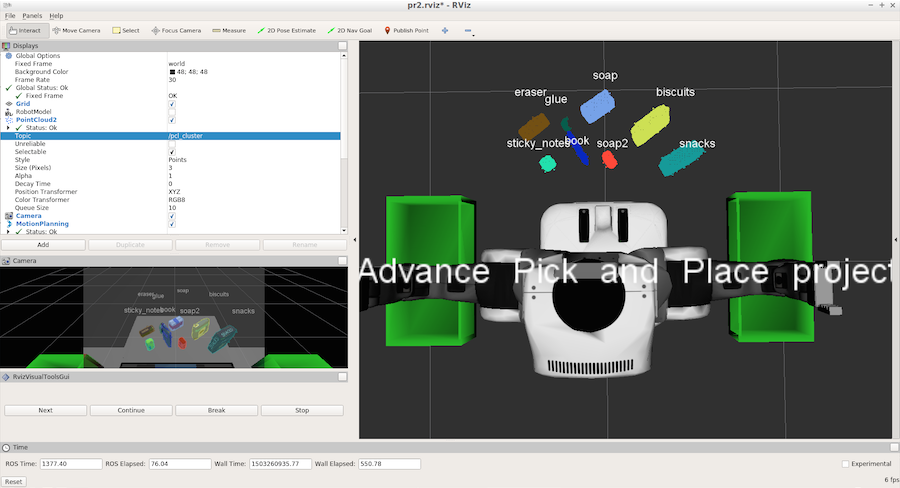 pr2.rviz* - RViz
File Panels Help
Interact Move Camera Select Focus Camera Measure 2D Pose Estimate 2D Nav Goal Publish Point
Displays
Global Options
Fixed Frame world
Background Color 48; 48; 48
Frame Rate 30
Global Status: Ok
Fixed Frame OK
Grid
RobotModel
PointCloud2
Status: Ok
Topic /pcl_cluster
Unreliable
Selectable
Style Points
Size (Pixels) 3
Alpha 1
Decay Time 0
Position Transformer XYZ
Color Transformer RGB8
Queue Size 10
Camera
MotionPlanning
Status: Ok
Add Duplicate Remove Rename
Camera
soap
eraser glue biscuits
sticky_notes book soap2 snacks
RvizVisualToolsGui
Next Continue Break Stop
soap
eraser glue biscuits
sticky_notes book soap2 snacks
Advance Pick and Place project
Time
ROS Time: 1377.40 ROS Elapsed: 76.04 Wall Time: 1503260935.77 Wall Elapsed: 550.78 Experimental
Reset 6 fps